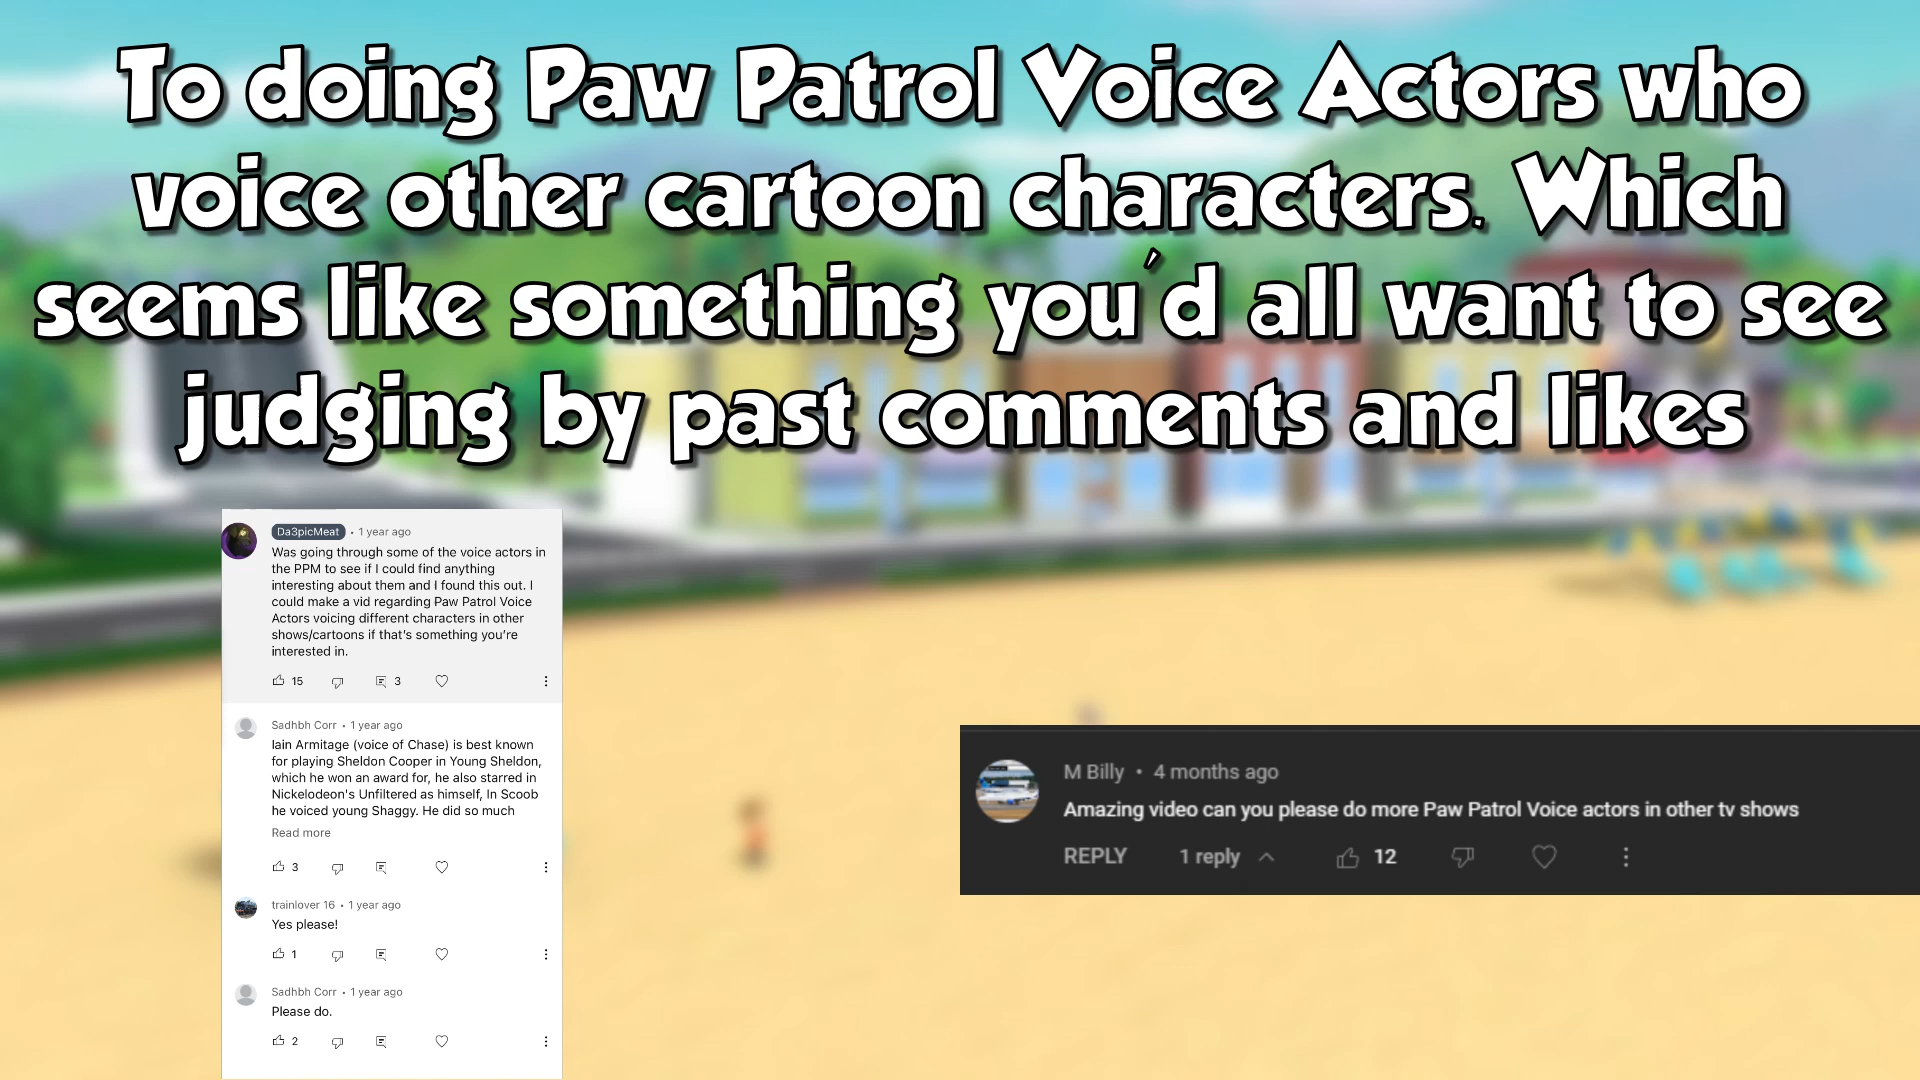 To doing Paw Patrol Voice Actors who
voice other cartoon characters. Which
seems like something you'd all want to see
judging by past comments and likes
Da3picMeat • 1 year ago
Was going through some of the voice actors in
the PPM to see if I could find anything
interesting about them and I found this out. I
could make a vid regarding Paw Patrol Voice
Actors voicing different characters in other
shows/cartoons if that's something you're
interested in.
15 3
Sadhbh Corr • 1 year ago
Iain Armitage (voice of Chase) is best known
for playing Sheldon Cooper in Young Sheldon,
which he won an award for, he also starred in
Nickelodeon's Unfiltered as himself, In Scoob
he voiced young Shaggy. He did so much
Read more
3
trainlover 16 • 1 year ago
Yes please!
1
Sadhbh Corr • 1 year ago
Please do.
2
M Billy • 4 months ago
Amazing video can you please do more Paw Patrol Voice actors in other tv shows
REPLY 1 reply 12